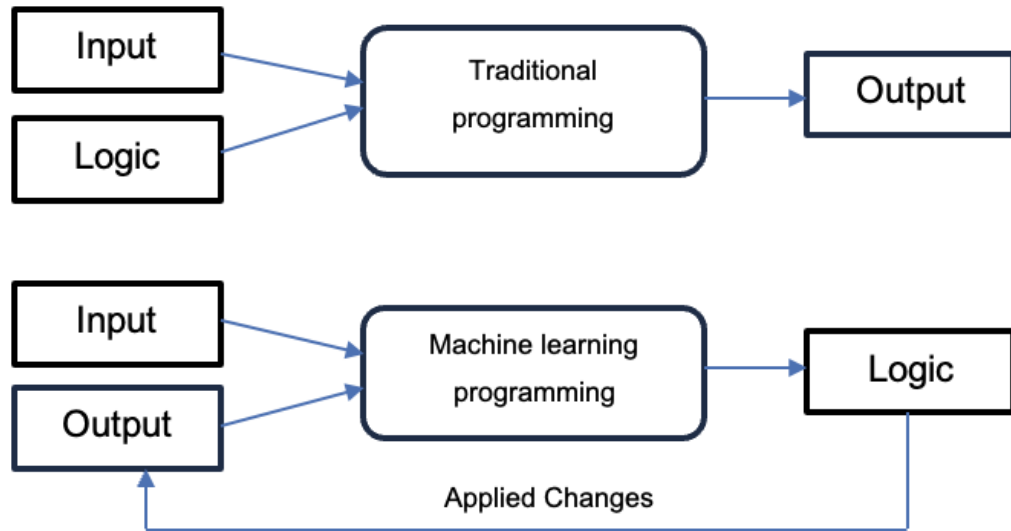 Input
Logic
Traditional
programming
Output
Input
Output
Machine learning
programming
Logic
Applied Changes